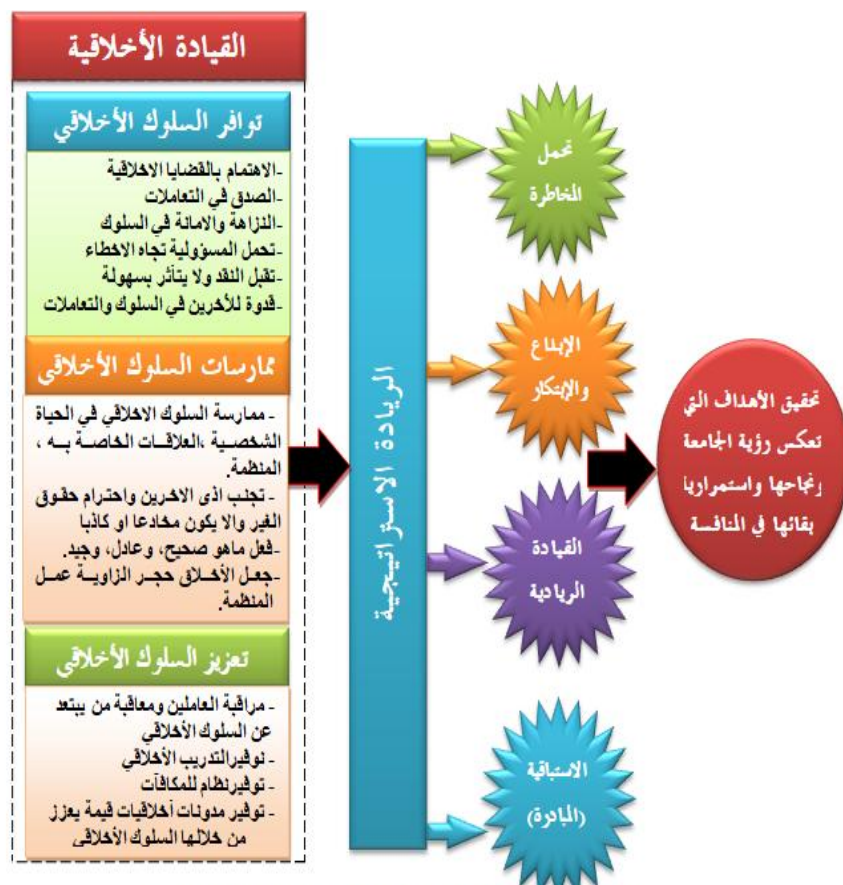 القيادة الأخلاقية
توافر السلوك الأخلاقي
-الاهتمام بالقضايا الاخلاقية
-الصدق في التعاملات
-النزاهة والامانة في السلوك
-تحمل المسؤولية تجاه الاخطاء
-تقبل النقد ولا يتأثر بسهولة
-قدوة للأخرين في السلوك والتعاملات
ممارسات السلوك الأخلاقي
- ممارسة السلوك الاخلاقي في الحياة
الشخصية ،العلاقات الخاصة به ،
المنظمة.
- تجنب اذى الاخرين واحترام حقوق
الغير والا يكون مخادعا او كاذبا
-فعل ماهو صحيح، وعادل، وجيد.
-جعل الأخلاق حجر الزاوية عمل
المنظمة.
تعزيز السلوك الأخلاقي
- مراقبة العاملين ومعاقبة من يبتعد
عن السلوك الأخلاقي
- توفيرالتدريب الأخلاقي
- توفيرنظام للمكافآت
- توفير مدونات أخلاقيات قيمة يعزز
من خلالها السلوك الأخلاقي
الريادة الاستراتيجية
تحمل
المخاطرة
الإبداع
والإبتكار
القيادة
الريادية
الاستباقية
(المبادرة)
تحقيق الأهداف التي
تعكس رؤية الجامعة
ونجاحها واستمرارية
بقائها في المنافسة